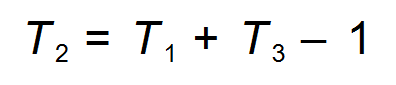 T₂ = T₁ + T₃ – 1